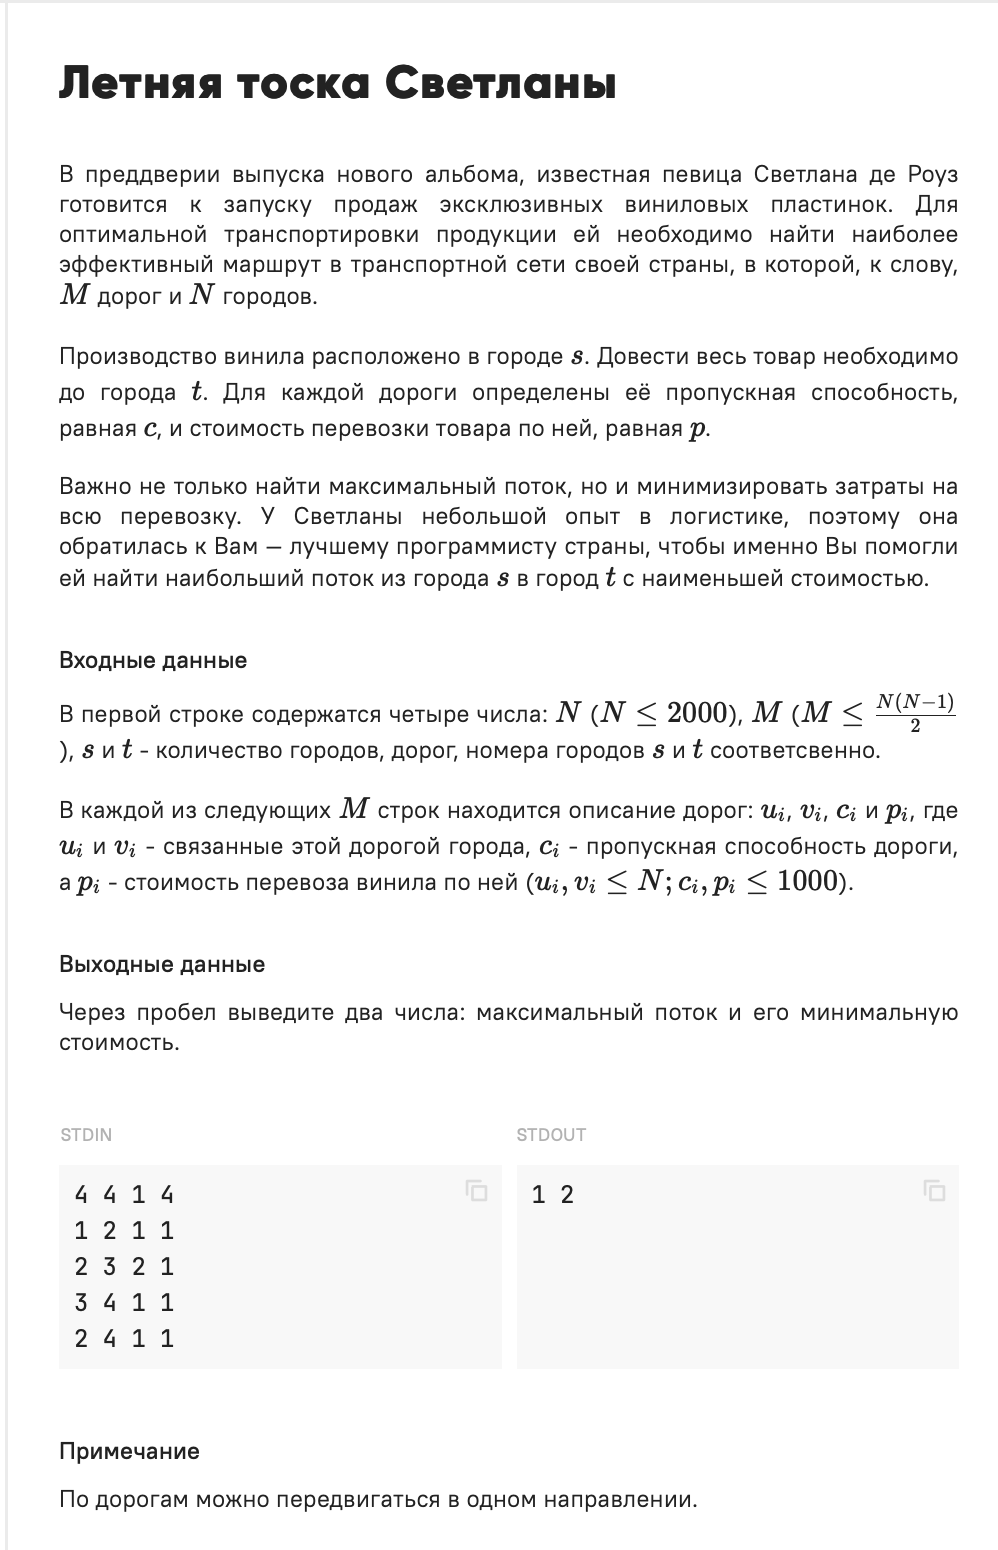 Летняя тоска Светланы
В преддверии выпуска нового альбома, известная певица Светлана де Роуз
готовится к запуску продаж эксклюзивных виниловых пластинок. Для
оптимальной транспортировки продукции ей необходимо найти наиболее
эффективный маршрут в транспортной сети своей страны, в которой, к слову,
M дорог и N городов.
Производство винила расположено в городе s. Довести весь товар необходимо
до города t. Для каждой дороги определены её пропускная способность,
равная c, и стоимость перевозки товара по ней, равная p.
Важно не только найти максимальный поток, но и минимизировать затраты на
всю перевозку. У Светланы небольшой опыт в логистике, поэтому она
обратилась к Вам — лучшему программисту страны, чтобы именно Вы помогли
ей найти наибольший поток из города s в город t с наименьшей стоимостью.
Входные данные
В первой строке содержатся четыре числа: N (N ≤ 2000), M (M ≤ N(N−1)/2
), s и t - количество городов, дорог, номера городов s и t соответсвенно.
В каждой из следующих M строк находится описание дорог: u_i, v_i, c_i и p_i, где
u_i и v_i - связанные этой дорогой города, c_i - пропускная способность дороги,
а p_i - стоимость перевоза винила по ней (u_i, v_i ≤ N; c_i, p_i ≤ 1000).
Выходные данные
Через пробел выведите два числа: максимальный поток и его минимальную
стоимость.
STDIN
4 4 1 4
1 2 1 1
2 3 2 1
3 4 1 1
2 4 1 1
STDOUT
1 2
Примечание
По дорогам можно передвигаться в одном направлении.